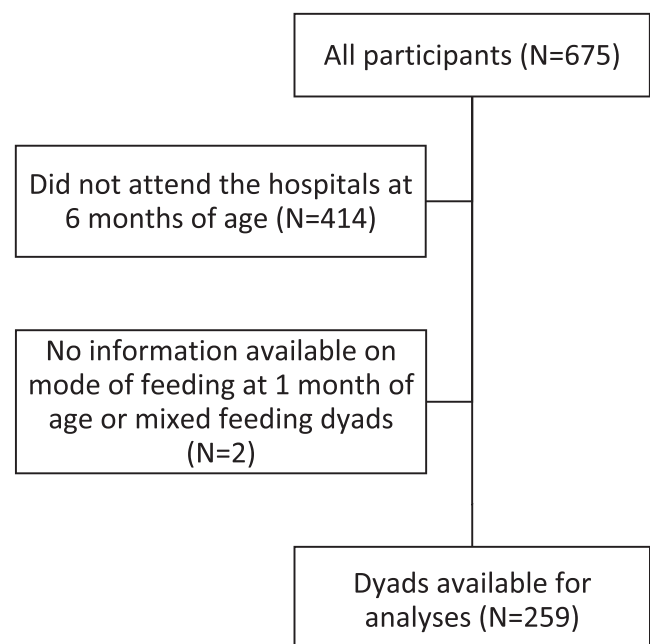 All participants (N=675)
Did not attend the hospitals at
6 months of age (N=414)
No information available on
mode of feeding at 1 month of
age or mixed feeding dyads
(N=2)
Dyads available for
analyses (N=259)